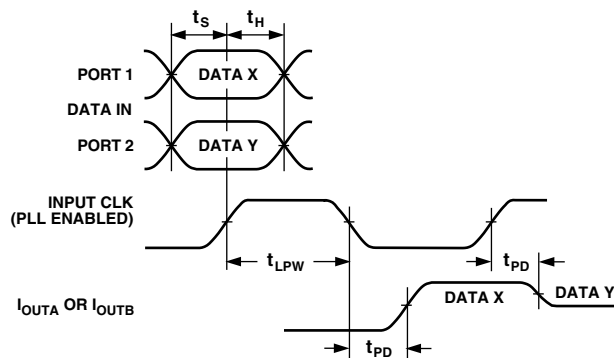 tS tH
PORT 1 DATA X
DATA IN
PORT 2 DATA Y
INPUT CLK
(PLL ENABLED)
tLPW tPD
IOUTA OR IOUTB DATA X DATA Y
tPD